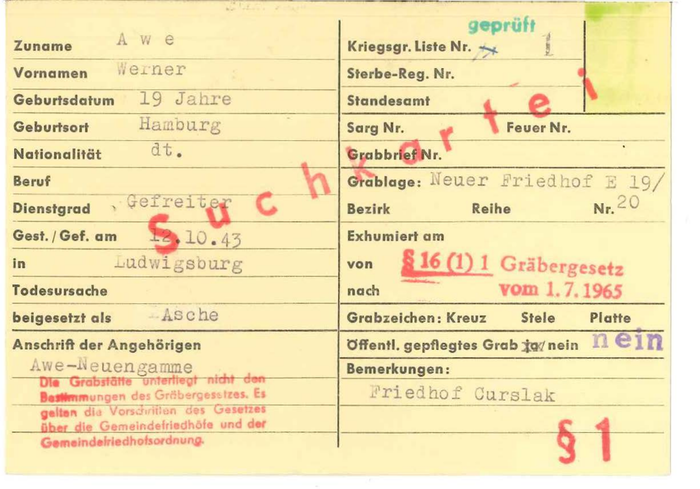 geprüft
Zuname Awe
Vornamen Werner
Geburtsdatum 19 Jahre
Geburtsort Hamburg
Nationalität dt.
Beruf
Dienstgrad Gefreiter
Gest./Gef. am 12.10.43
in Ludwigsburg
Todesursache
beigesetzt als Asche
Anschrift der Angehörigen
Awe-Neuengamme
Die Grabstätte unterliegt nicht den
Bestimmungen des Gräbergesetzes. Es
gelten die Vorschriften des Gesetzes
über die Gemeindefriedhöfe und der
Gemeindefriedhofsordnung.
Suchkartei
Kriegsgr. Liste Nr. 1
Sterbe-Reg. Nr.
Standesamt
Sarg Nr. Feuer Nr.
Grabbrief Nr.
Grablage: Neuer Friedhof E 19/
Bezirk Reihe Nr. 20
Exhumiert am
von § 16 (1) 1 Gräbergesetz
nach vom 1.7.1965
Grabzeichen: Kreuz Stele Platte
Öffentl. gepflegtes Grab ja/ nein nein
Bemerkungen:
Friedhof Curslak
§ 1